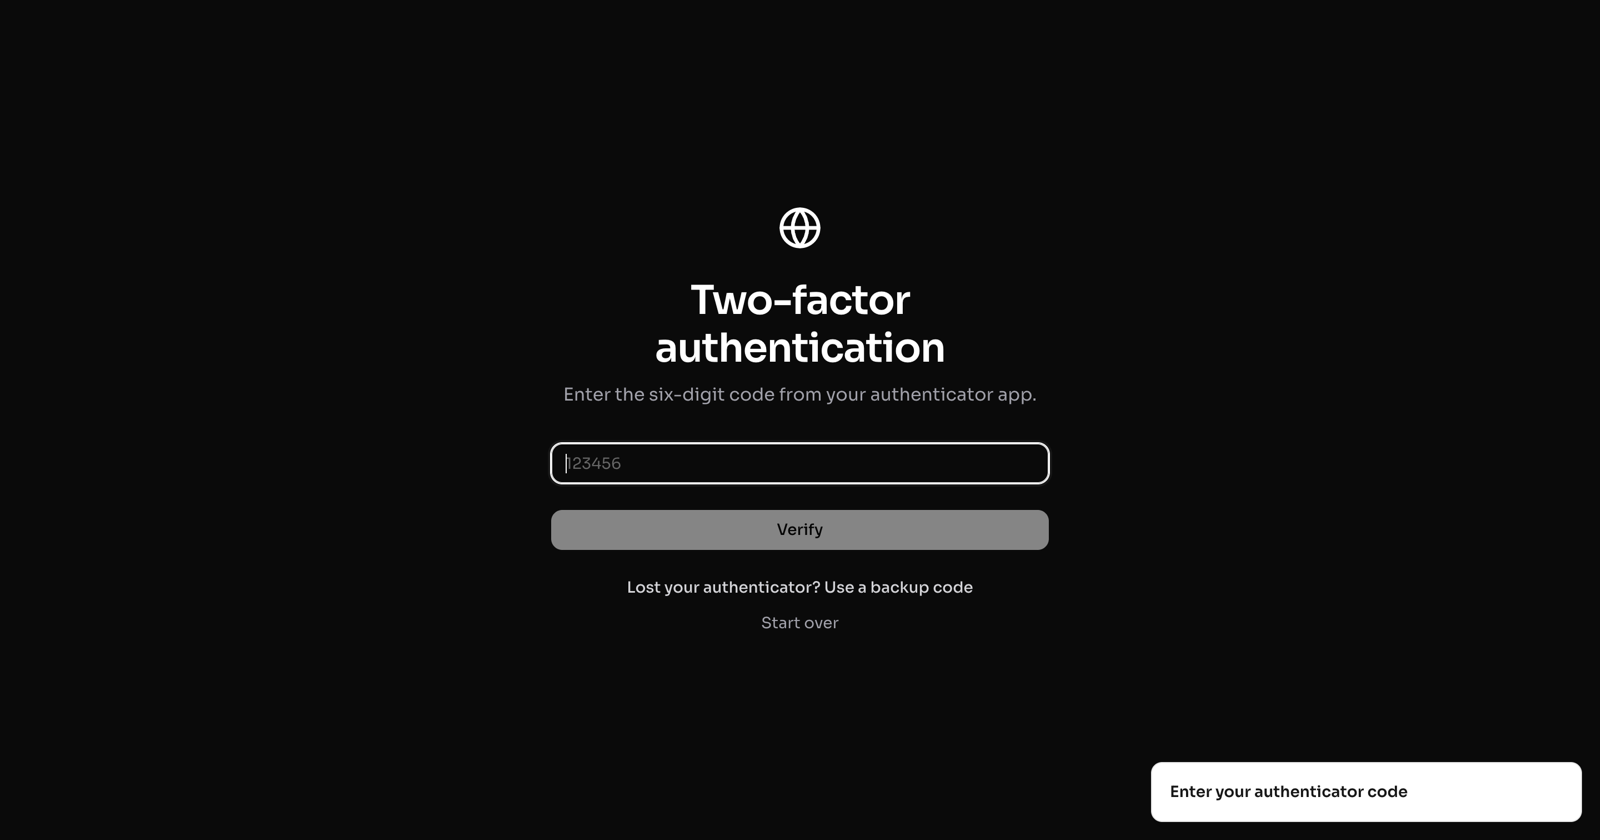 Two-factor
authentication
Enter the six-digit code from your authenticator app.
123456
Verify
Lost your authenticator? Use a backup code
Start over
Enter your authenticator code